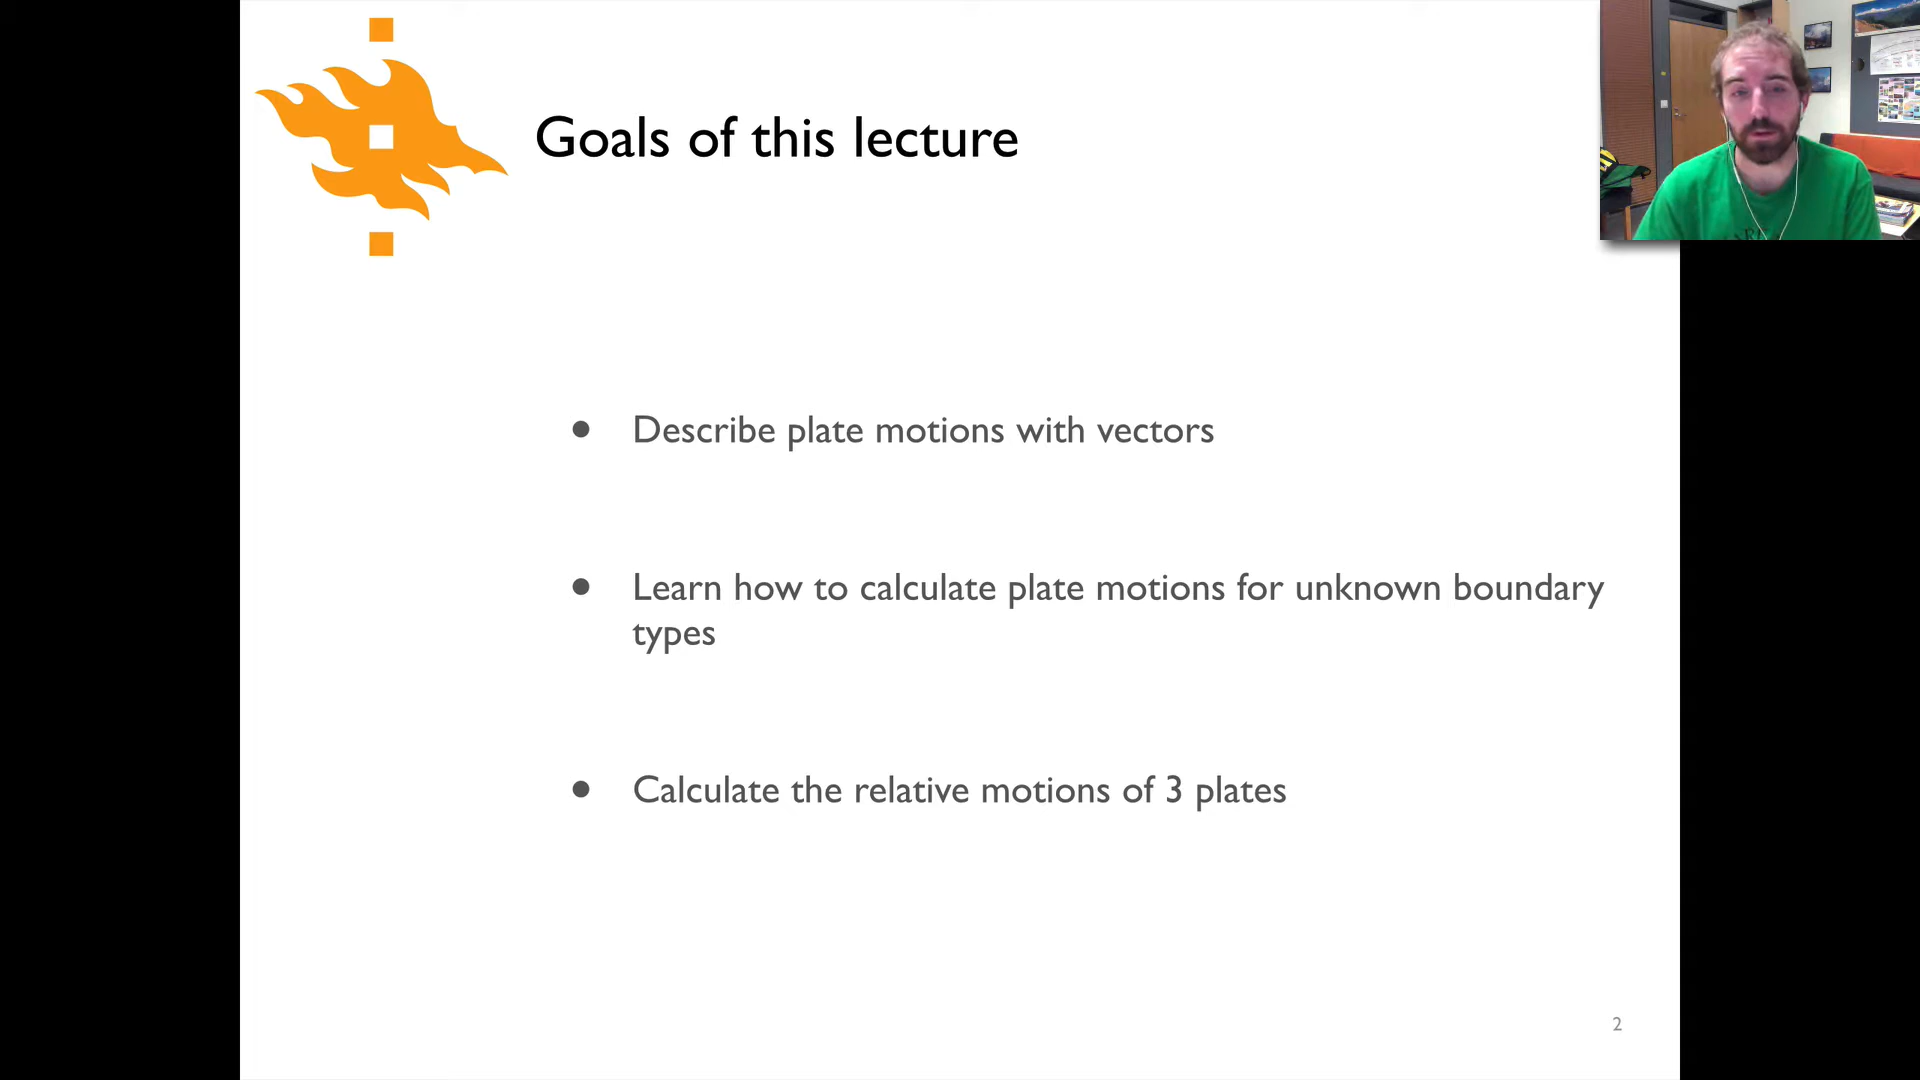 Goals of this lecture
• Describe plate motions with vectors
• Learn how to calculate plate motions for unknown boundary
types
• Calculate the relative motions of 3 plates
2